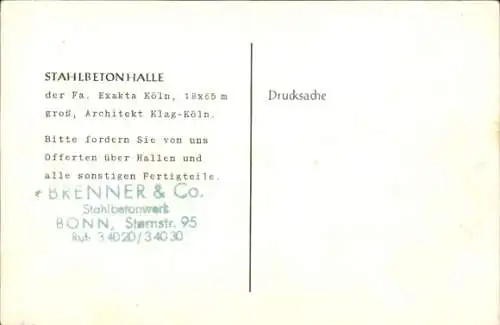 STAHLBETONHALLE
der Fa. Exakta Köln, 18x65 m
groß, Architekt Klag-Köln.
Bitte fordern Sie von uns
Offerten über Hallen und
alle sonstigen Fertigteile.
BRENNER & Co.
Stahlbetonwerk
BONN, Sternstr. 95
Ruf: 34020/34030
Drucksache